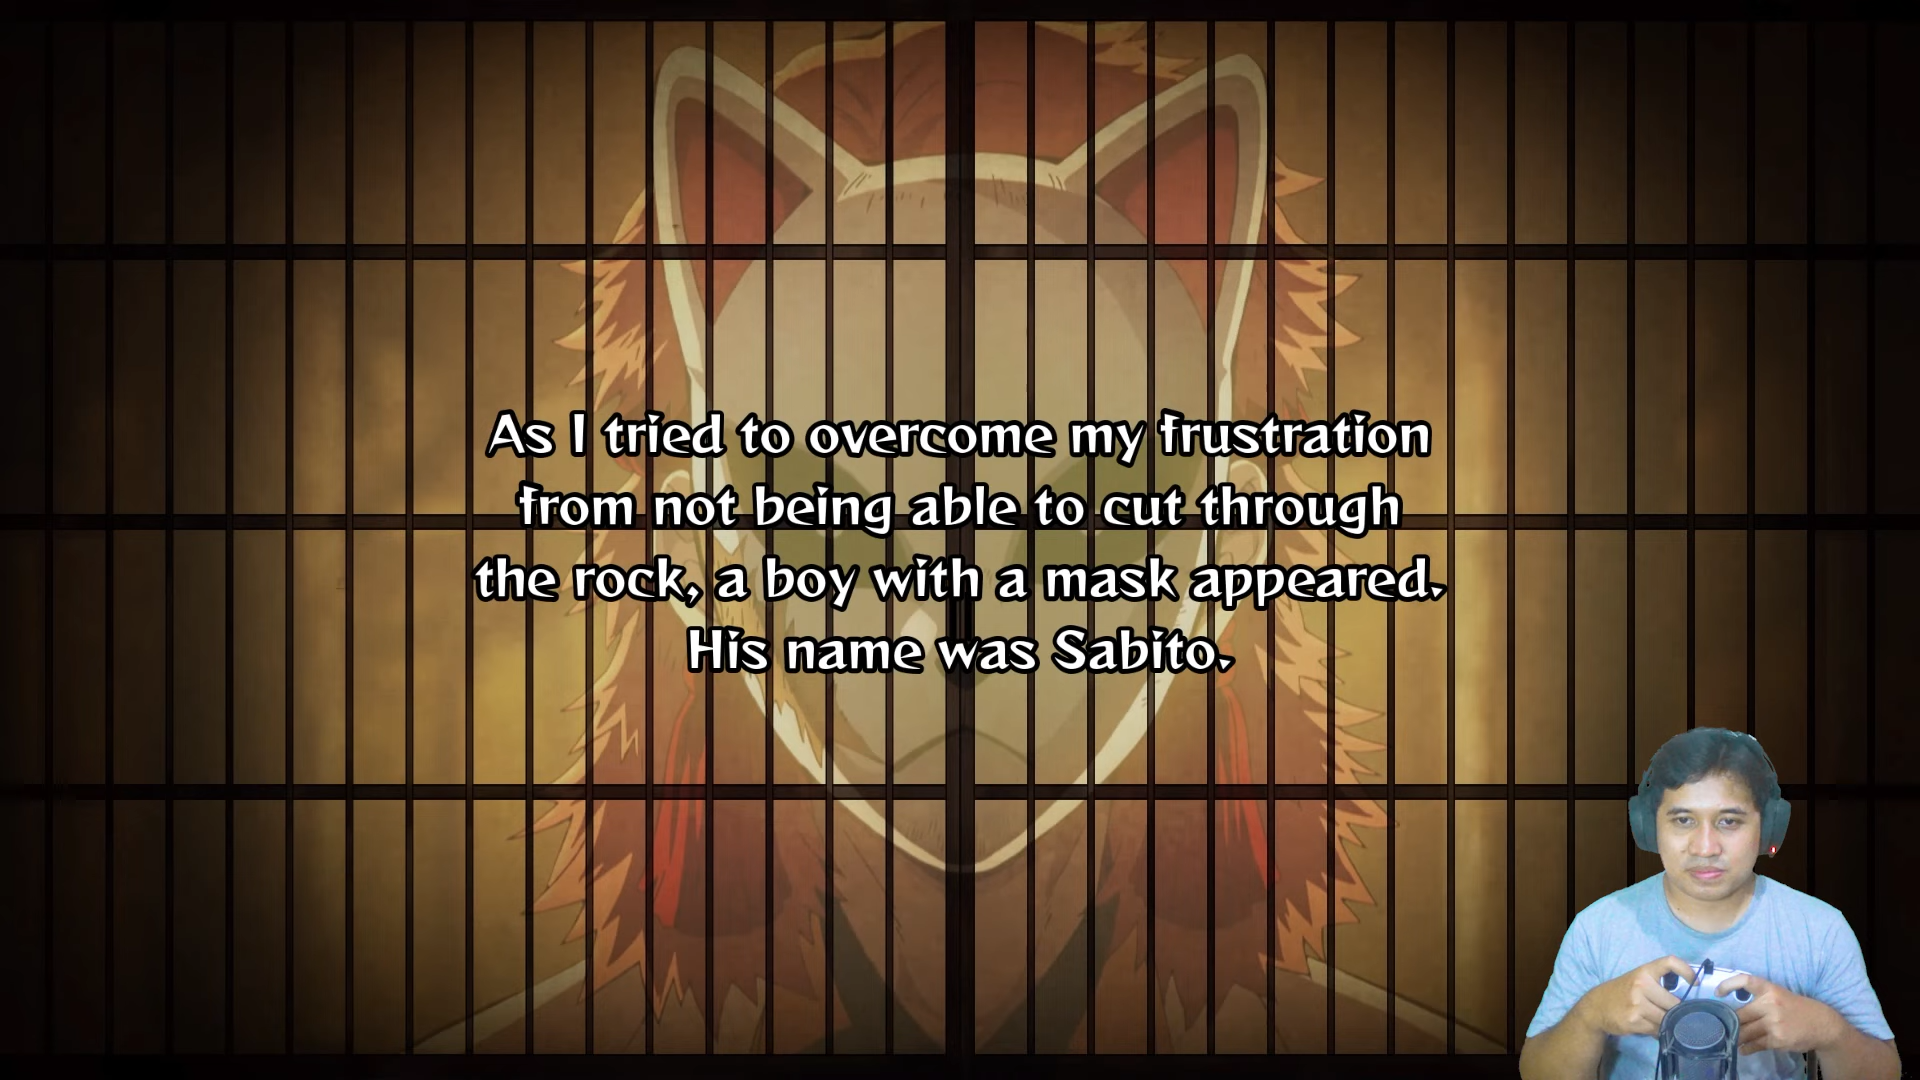 As I tried to overcome my frustration
from not being able to cut through
the rock, a boy with a mask appeared.
His name was Sabito.